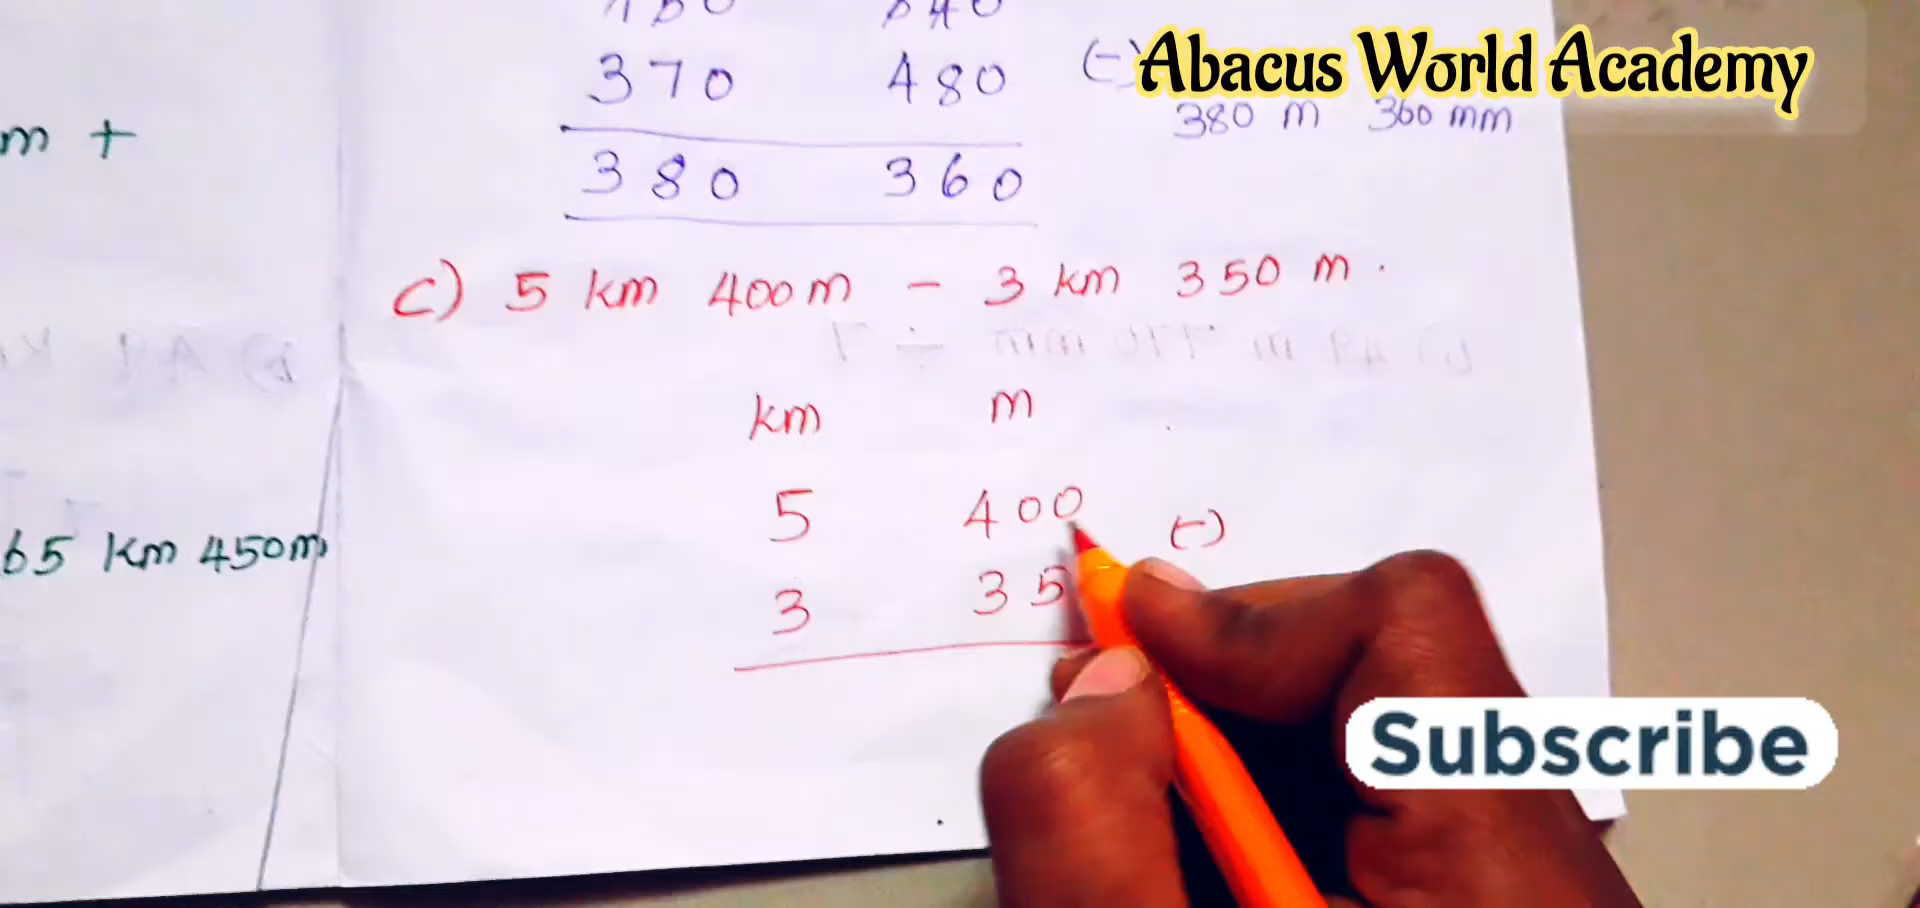 370 480 (-)
Abacus World Academy
380 m 360 mm
m +
380 360
c) 5 km 400m - 3 km 350 m.
km m
5 400 (-)
65 km 450m
3 35
Subscribe